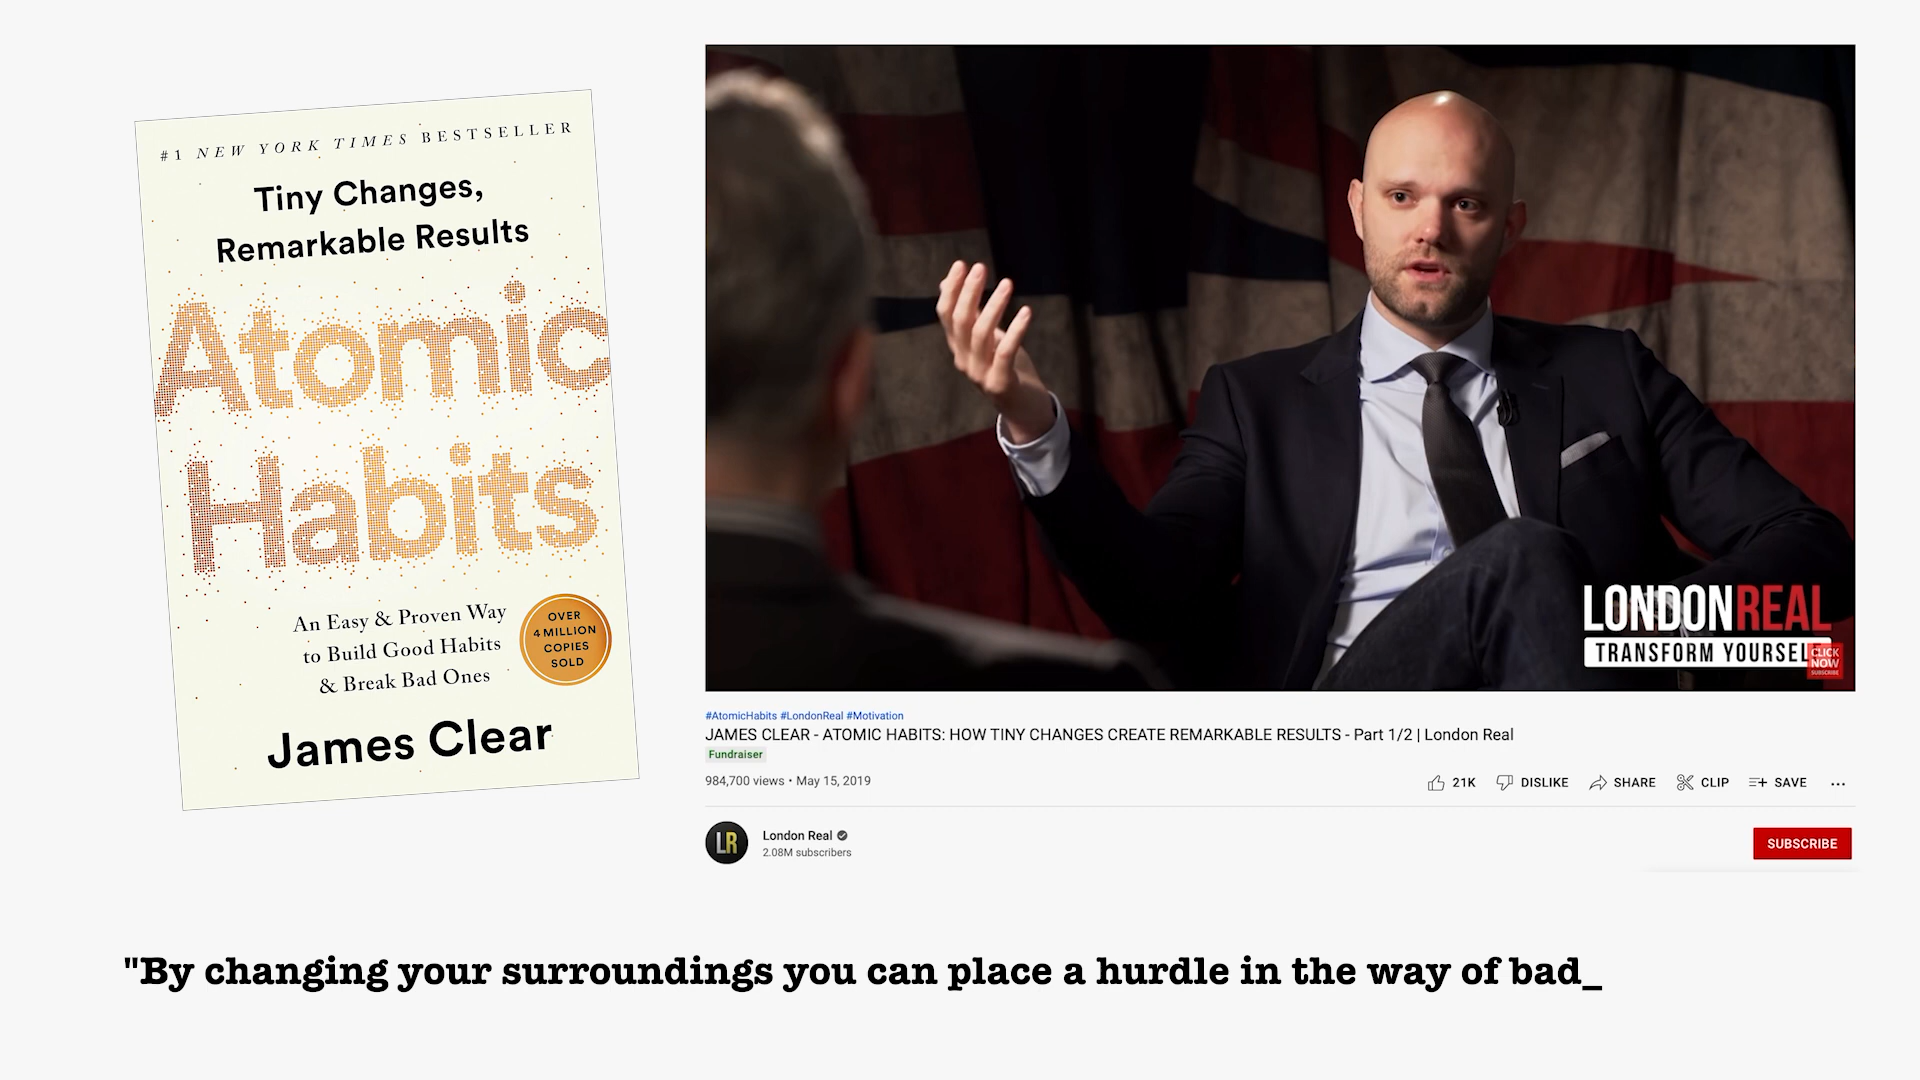 #1 NEW YORK TIMES BESTSELLER
Tiny Changes,
Remarkable Results
Atomic
Habits
An Easy & Proven Way
to Build Good Habits
& Break Bad Ones
OVER
4 MILLION
COPIES
SOLD
James Clear
LONDONREAL
TRANSFORM YOURSEL
CLICK
NOW
SUBSCRIBE
#AtomicHabits #LondonReal #Motivation
JAMES CLEAR - ATOMIC HABITS: HOW TINY CHANGES CREATE REMARKABLE RESULTS - Part 1/2 | London Real
Fundraiser
984,700 views • May 15, 2019
21K DISLIKE SHARE CLIP SAVE ...
LR
London Real
2.08M subscribers
SUBSCRIBE
"By changing your surroundings you can place a hurdle in the way of bad_